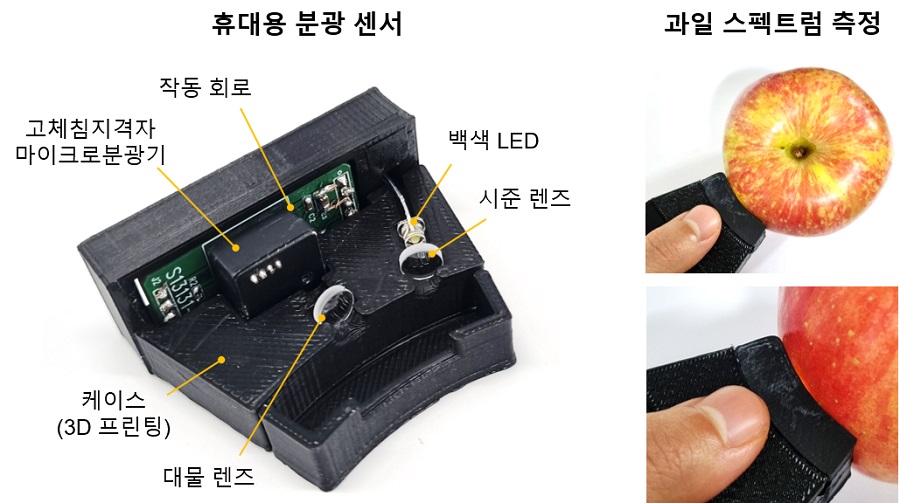 휴대용 분광 센서
과일 스펙트럼 측정
작동 회로
고체침지격자
마이크로분광기
백색 LED
시준 렌즈
S13131
케이스
(3D 프린팅)
대물 렌즈